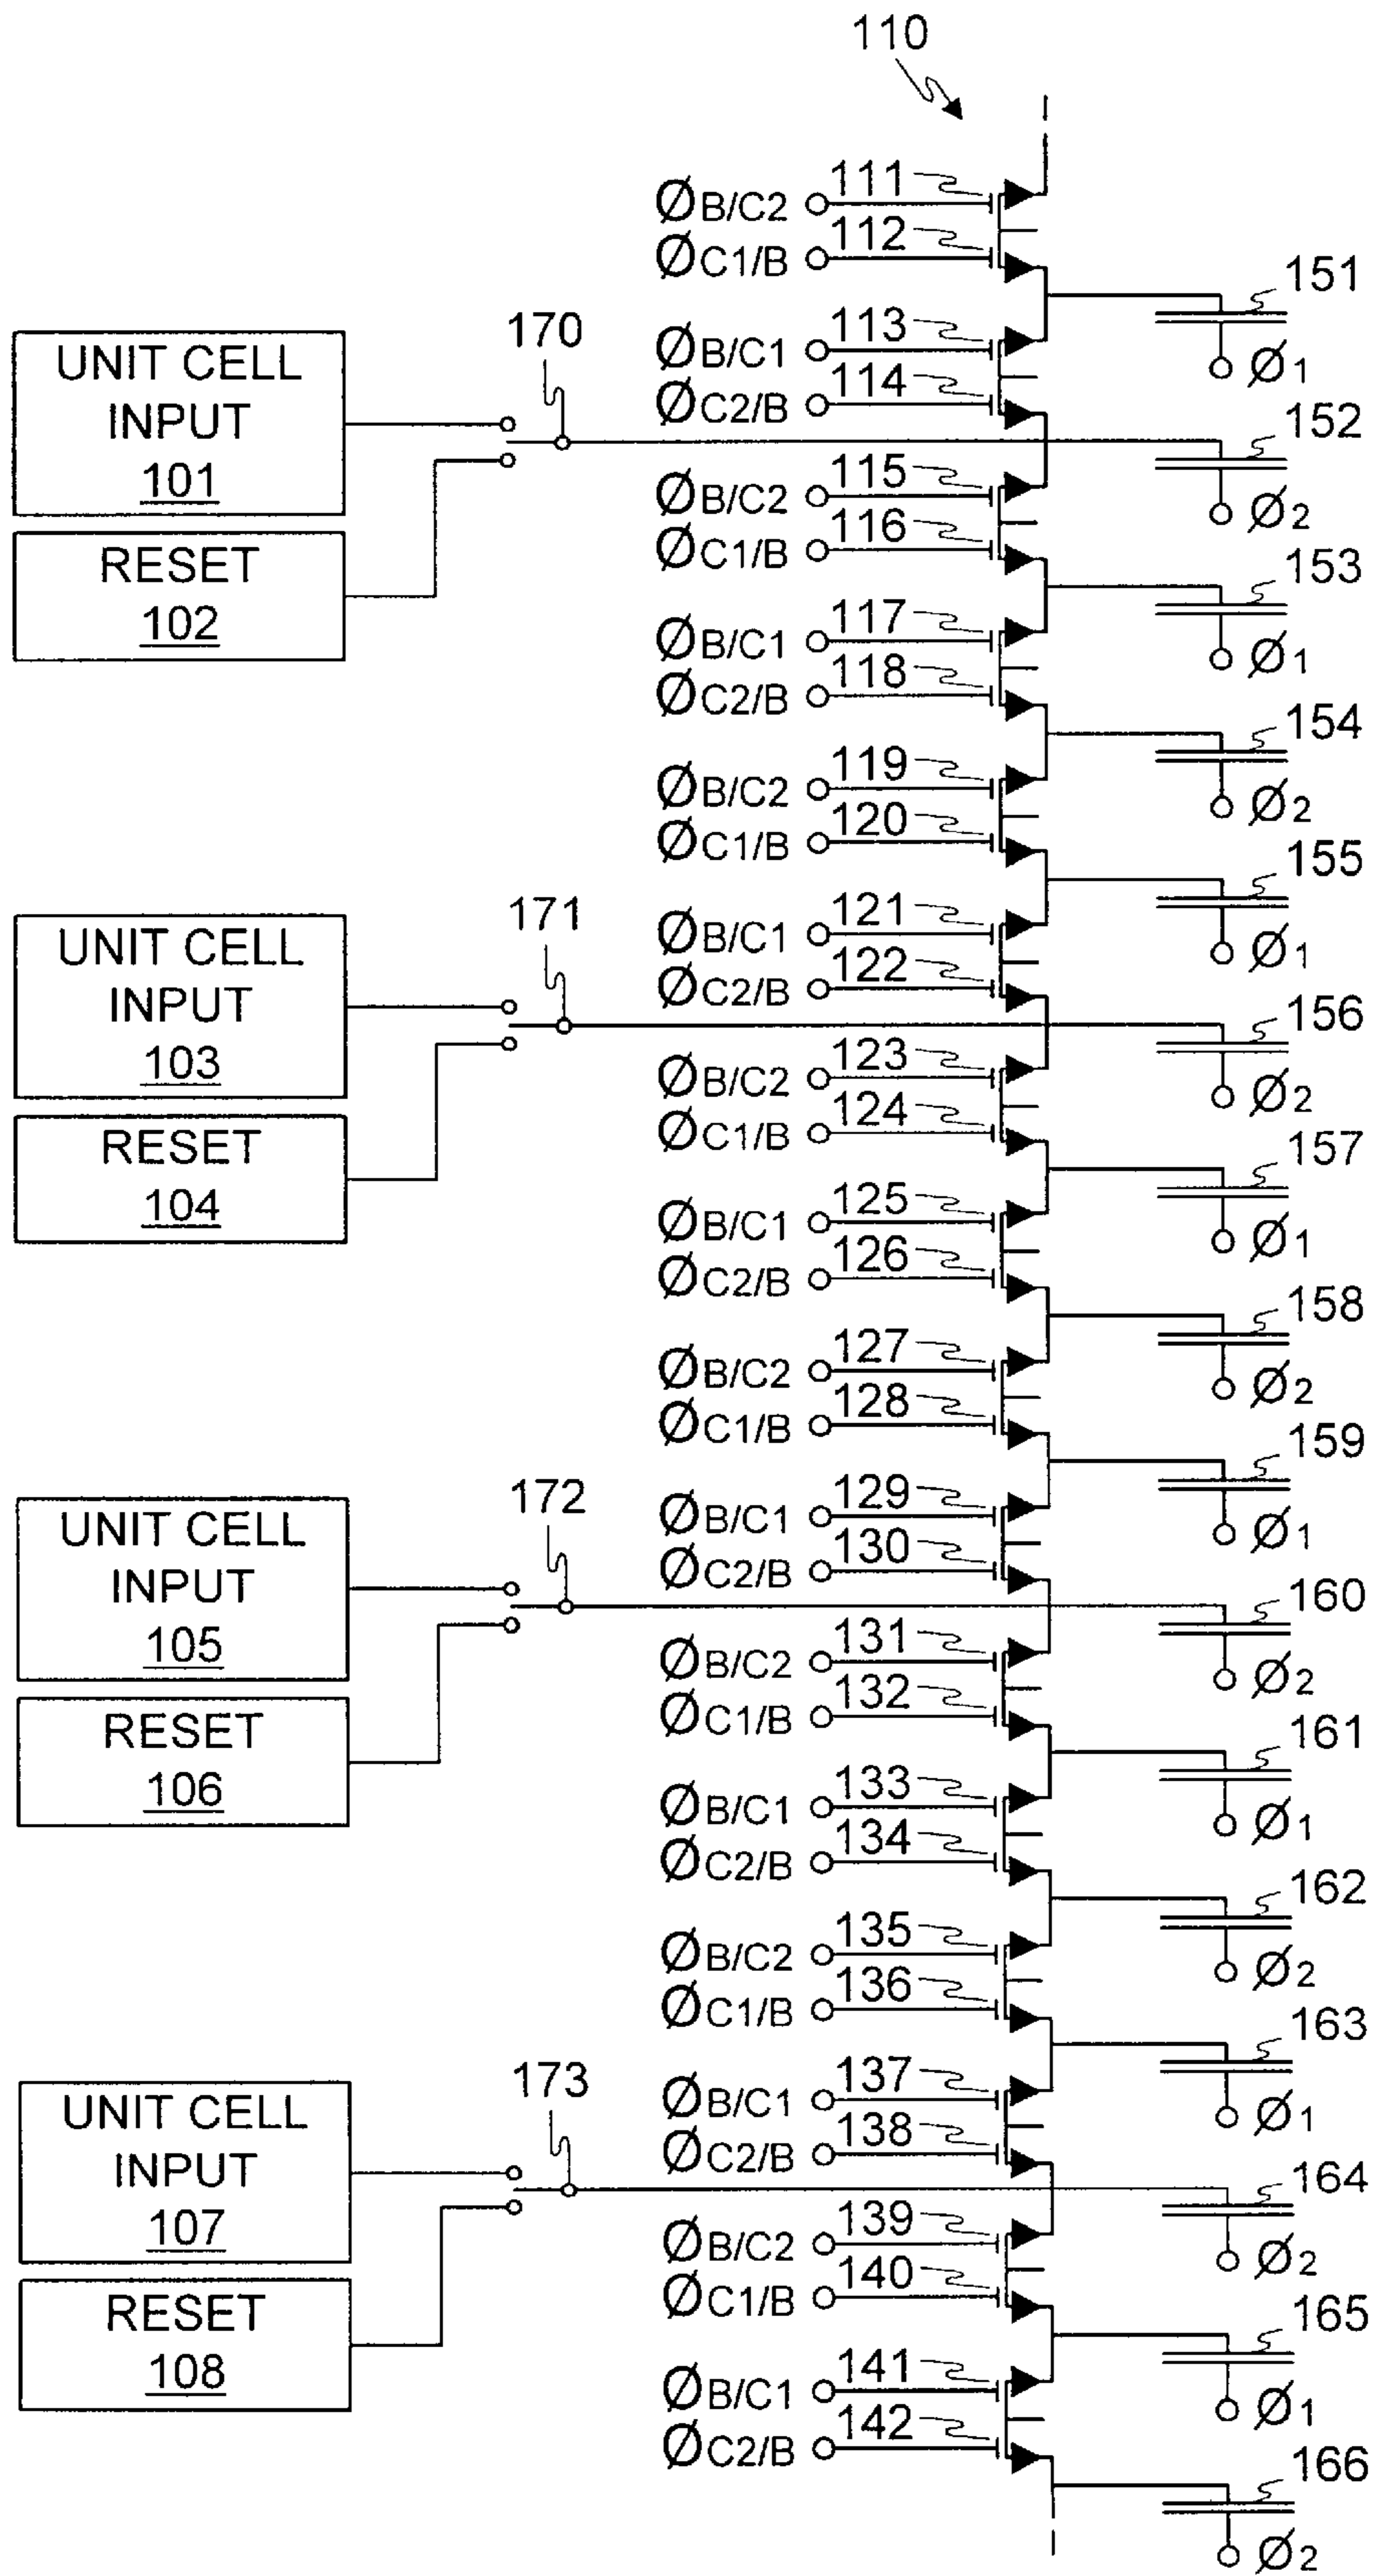 110
ØB/C2 111
ØC1/B 112
151
Ø1
UNIT CELL
INPUT
101
RESET
102
170
ØB/C1 113
ØC2/B 114
152
Ø2
ØB/C2 115
ØC1/B 116
153
Ø1
ØB/C1 117
ØC2/B 118
154
Ø2
ØB/C2 119
ØC1/B 120
155
Ø1
UNIT CELL
INPUT
103
RESET
104
171
ØB/C1 121
ØC2/B 122
156
Ø2
ØB/C2 123
ØC1/B 124
157
Ø1
ØB/C1 125
ØC2/B 126
158
Ø2
ØB/C2 127
ØC1/B 128
159
Ø1
UNIT CELL
INPUT
105
RESET
106
172
ØB/C1 129
ØC2/B 130
160
Ø2
ØB/C2 131
ØC1/B 132
161
Ø1
ØB/C1 133
ØC2/B 134
162
Ø2
ØB/C2 135
ØC1/B 136
163
Ø1
UNIT CELL
INPUT
107
RESET
108
173
ØB/C1 137
ØC2/B 138
164
Ø2
ØB/C2 139
ØC1/B 140
165
Ø1
ØB/C1 141
ØC2/B 142
166
Ø2